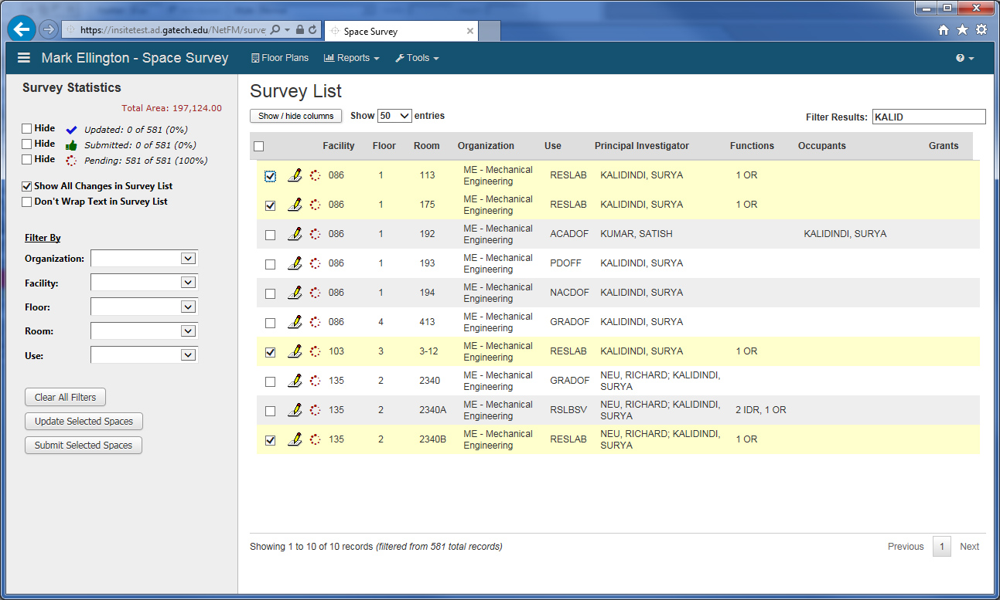 https://insitetest.ad.gatech.edu/NetFM/surve
Space Survey
Mark Ellington - Space Survey
Floor Plans
Reports
Tools
Survey Statistics
Total Area: 197,124.00
Hide Updated: 0 of 581 (0%)
Hide Submitted: 0 of 581 (0%)
Hide Pending: 581 of 581 (100%)
Show All Changes in Survey List
Don't Wrap Text in Survey List
Filter By
Organization:
Facility:
Floor:
Room:
Use:
Clear All Filters
Update Selected Spaces
Submit Selected Spaces
Survey List
Show / hide columns Show 50 entries
Filter Results: KALID
Facility Floor Room Organization Use Principal Investigator Functions Occupants Grants
086 1 113 ME - Mechanical RESLAB KALIDINDI, SURYA 1 OR
Engineering
086 1 175 ME - Mechanical RESLAB KALIDINDI, SURYA 1 OR
Engineering
086 1 192 ME - Mechanical ACADOF KUMAR, SATISH KALIDINDI, SURYA
Engineering
086 1 193 ME - Mechanical PDOFF KALIDINDI, SURYA
Engineering
086 1 194 ME - Mechanical NACDOF KALIDINDI, SURYA
Engineering
086 4 413 ME - Mechanical GRADOF KALIDINDI, SURYA
Engineering
103 3 3-12 ME - Mechanical RESLAB KALIDINDI, SURYA 1 OR
Engineering
135 2 2340 ME - Mechanical GRADOF NEU, RICHARD; KALIDINDI,
Engineering SURYA
135 2 2340A ME - Mechanical RSLBSV NEU, RICHARD; KALIDINDI, 2 IDR, 1 OR
Engineering SURYA
135 2 2340B ME - Mechanical RESLAB NEU, RICHARD; KALIDINDI, 1 OR
Engineering SURYA
Showing 1 to 10 of 10 records (filtered from 581 total records)
Previous 1 Next